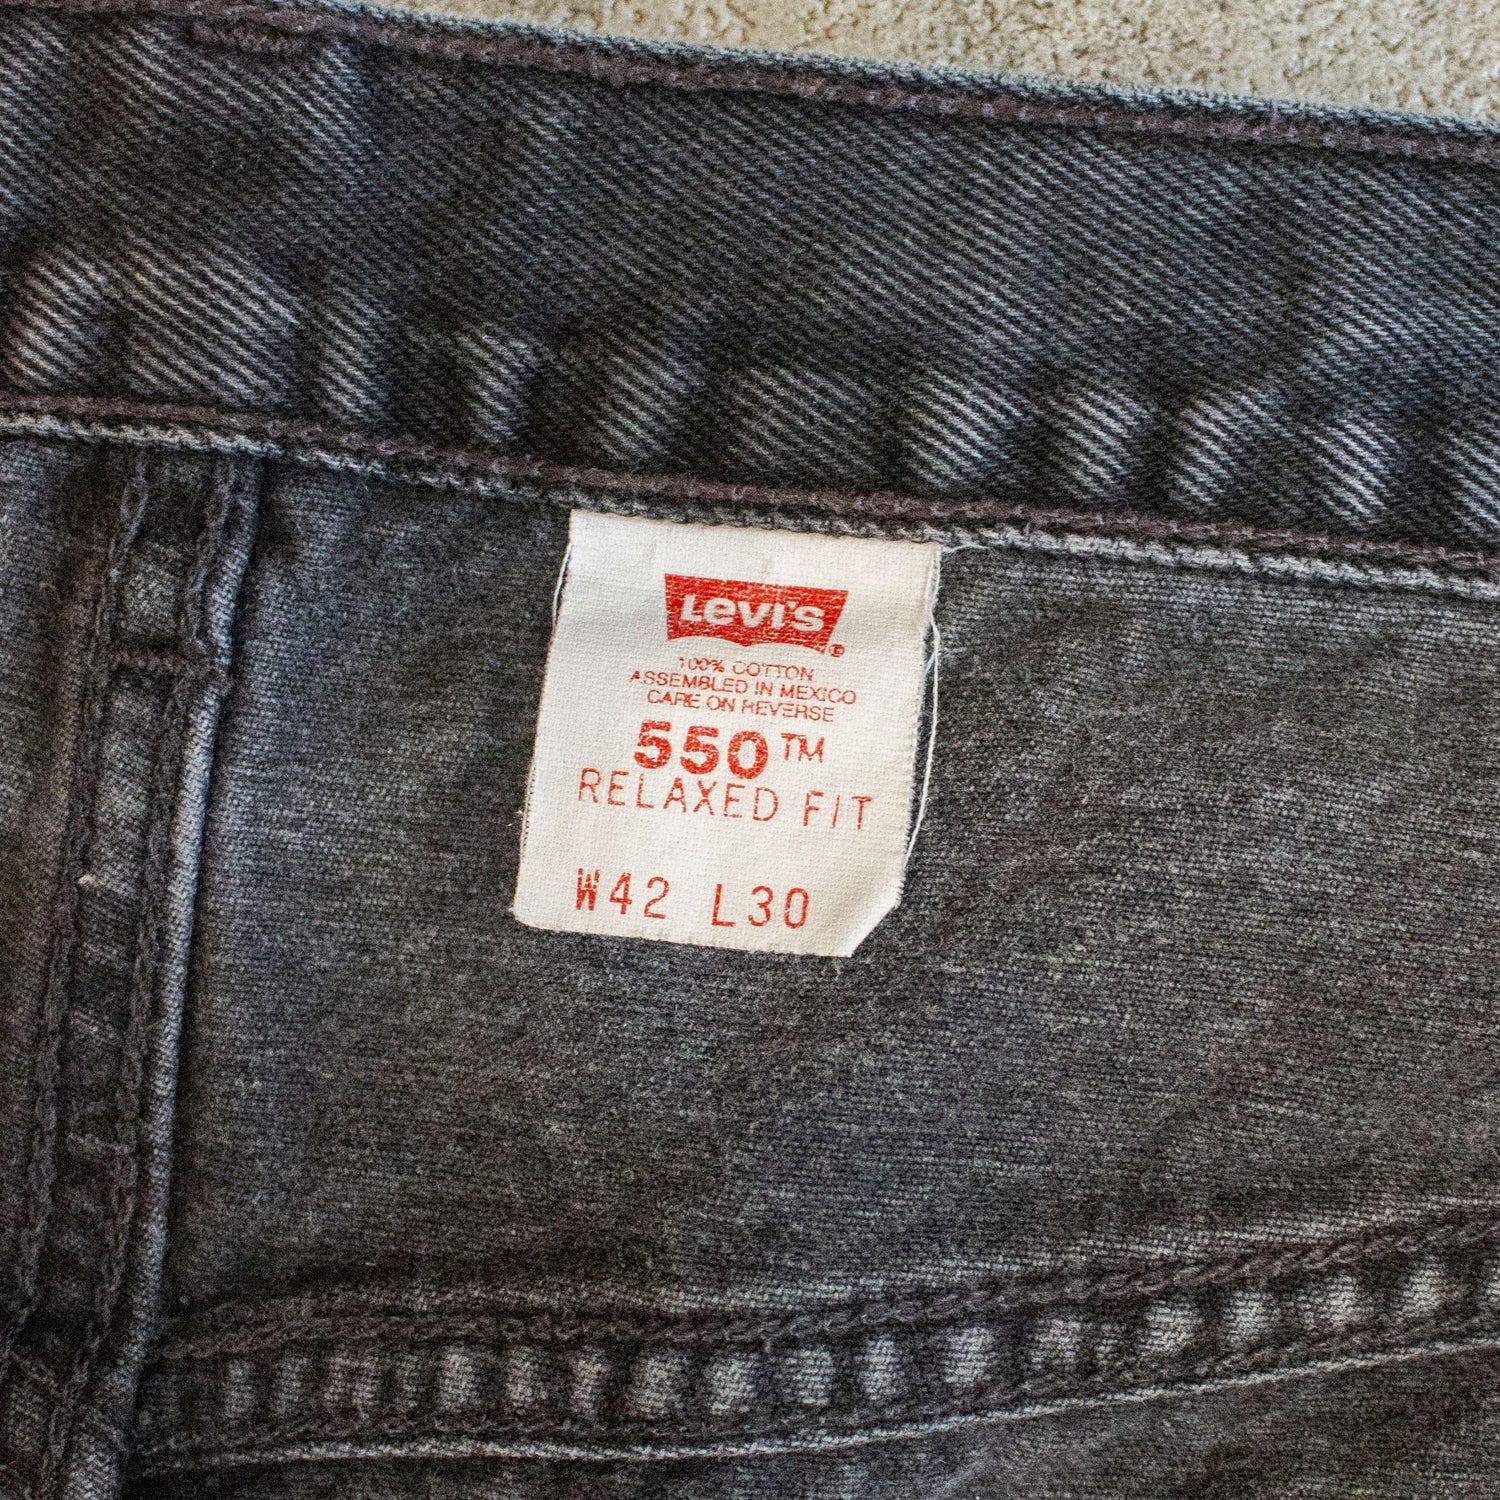 Levi's
100% COTTON
ASSEMBLED IN MEXICO
CARE ON REVERSE
550™
RELAXED FIT
W42 L30